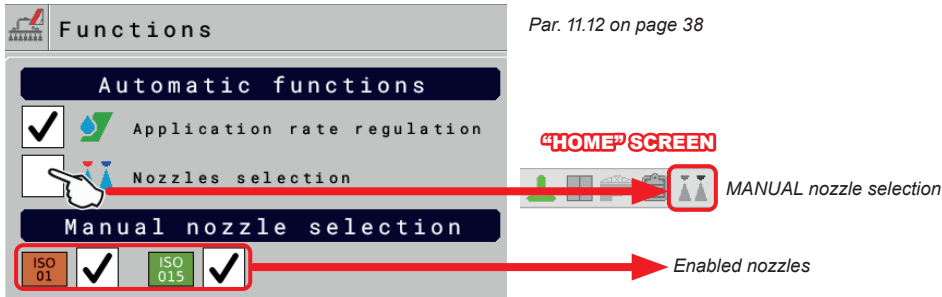 Functions
Par. 11.12 on page 38
Automatic functions
Application rate regulation
Nozzles selection
“HOME” SCREEN
MANUAL nozzle selection
Manual nozzle selection
ISO
01
ISO
015
Enabled nozzles